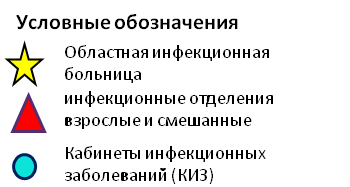 Условные обозначения
Областная инфекционная
больница
инфекционные отделения
взрослые и смешанные
Кабинеты инфекционных
заболеваний (КИЗ)